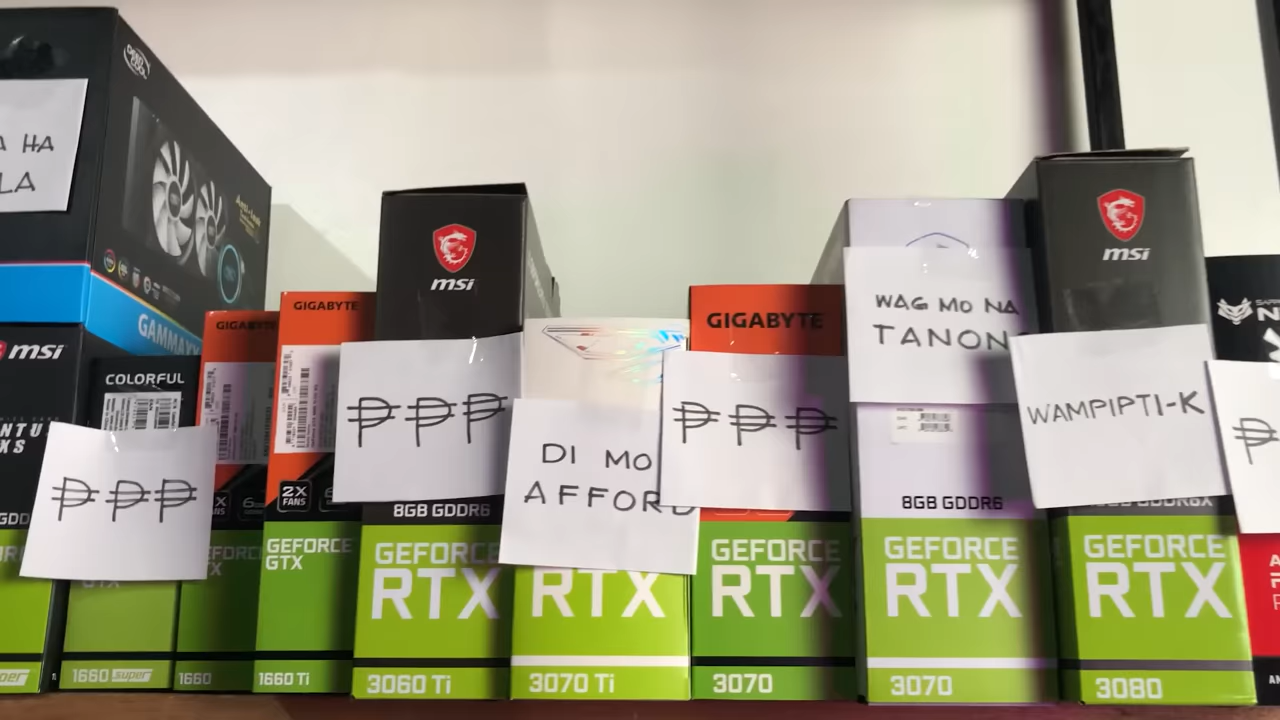 A HA
LA
DEEP
COOL
GAMMAXX
msi
COLORFUL
₱₱₱
1660 SUPER
GIGABYTE
1660
GIGABYTE
2X
FANS
GEFORCE
GTX
1660 Ti
msi
₱₱₱
8GB GDDR6
GEFORCE
RTX
3060 Ti
DI MO
AFFORD
RTX
3070 Ti
GIGABYTE
₱₱₱
GEFORCE
RTX
3070
WAG MO NA
TANONG
8GB GDDR6
GEFORCE
RTX
3070
msi
WAMPIPTI-K
GEFORCE
RTX
3080
₱